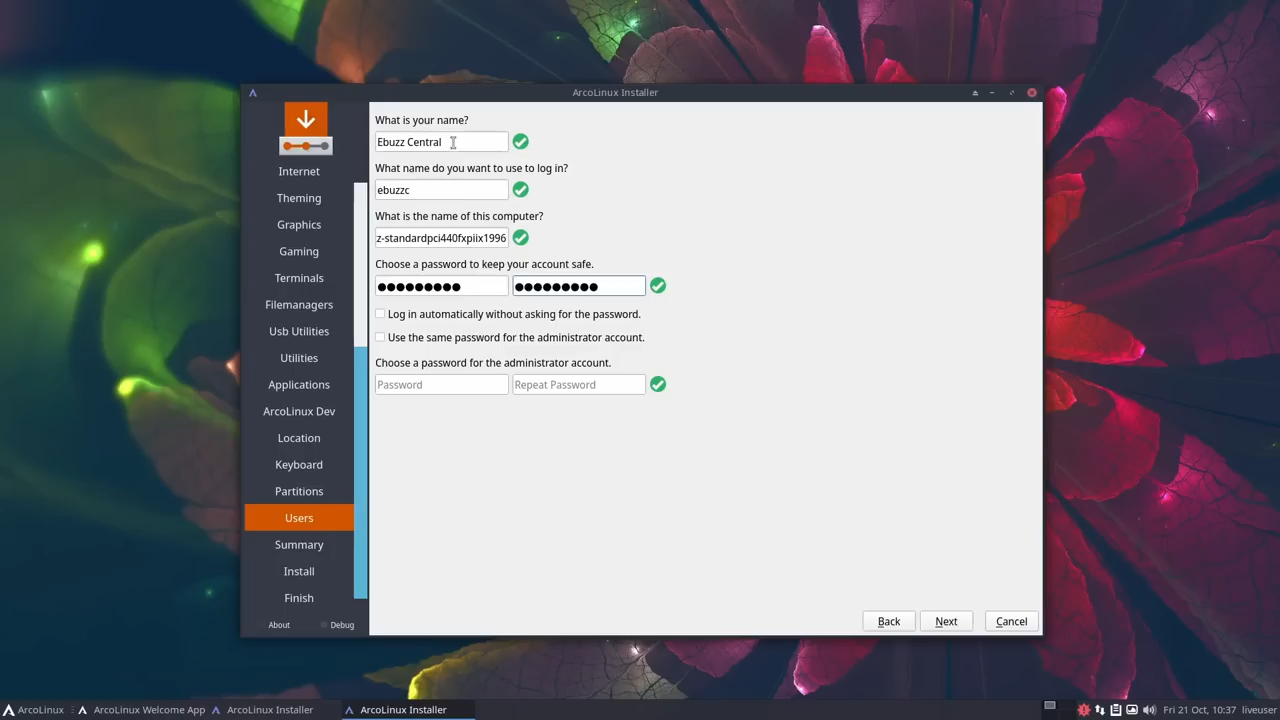 ArcoLinux Installer
Internet
Theming
Graphics
Gaming
Terminals
Filemanagers
Usb Utilities
Utilities
Applications
ArcoLinux Dev
Location
Keyboard
Partitions
Users
Summary
Install
Finish
About
Debug
What is your name?
Ebuzz Central
What name do you want to use to log in?
ebuzzc
What is the name of this computer?
z-standardpci440fxpiix1996
Choose a password to keep your account safe.
●●●●●●●●● ●●●●●●●●●
Log in automatically without asking for the password.
Use the same password for the administrator account.
Choose a password for the administrator account.
Password Repeat Password
Back Next Cancel
ArcoLinux ArcoLinux Welcome App ArcoLinux Installer ArcoLinux Installer Fri 21 Oct, 10:37 liveuser